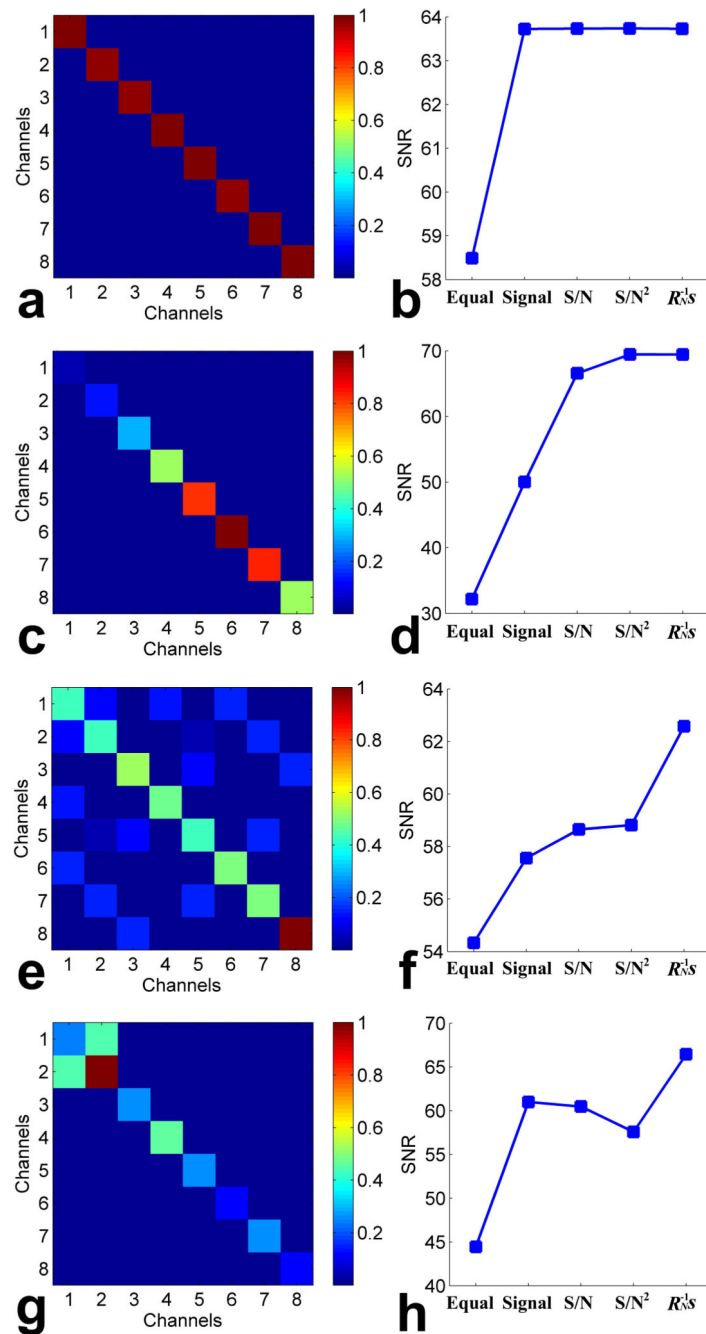 1
2
3
4
5
6
7
8
Channels
1 2 3 4 5 6 7 8
Channels
1
0.8
0.6
0.4
0.2
a
64
63
62
61
60
59
58
SNR
Equal Signal S/N S/N² R_N⁻¹s
b
1
2
3
4
5
6
7
8
Channels
1 2 3 4 5 6 7 8
Channels
1
0.8
0.6
0.4
0.2
c
70
60
50
40
30
SNR
Equal Signal S/N S/N² R_N⁻¹s
d
1
2
3
4
5
6
7
8
Channels
1 2 3 4 5 6 7 8
Channels
1
0.8
0.6
0.4
0.2
e
64
62
60
58
56
54
SNR
Equal Signal S/N S/N² R_N⁻¹s
f
1
2
3
4
5
6
7
8
Channels
1 2 3 4 5 6 7 8
Channels
1
0.8
0.6
0.4
0.2
g
70
65
60
55
50
45
40
SNR
Equal Signal S/N S/N² R_N⁻¹s
h